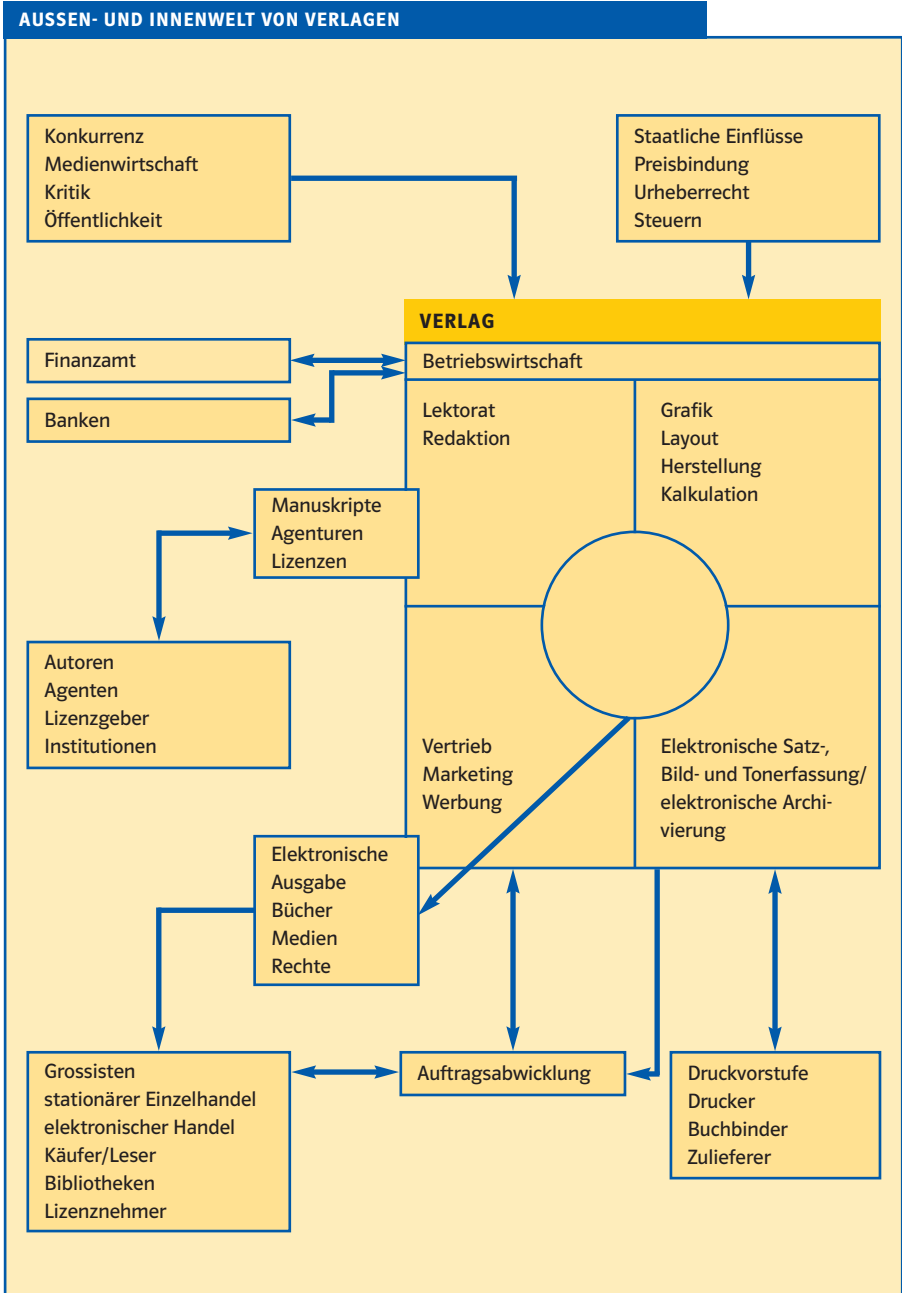 AUSSEN- UND INNENWELT VON VERLAGEN
Konkurrenz
Medienwirtschaft
Kritik
Öffentlichkeit
Staatliche Einflüsse
Preisbindung
Urheberrecht
Steuern
VERLAG
Finanzamt
Betriebswirtschaft
Banken
Lektorat
Redaktion
Grafik
Layout
Herstellung
Kalkulation
Manuskripte
Agenturen
Lizenzen
Autoren
Agenten
Lizenzgeber
Institutionen
Vertrieb
Marketing
Werbung
Elektronische Satz-,
Bild- und Tonerfassung/
elektronische Archi-
vierung
Elektronische
Ausgabe
Bücher
Medien
Rechte
Grossisten
stationärer Einzelhandel
elektronischer Handel
Käufer/Leser
Bibliotheken
Lizenznehmer
Auftragsabwicklung
Druckvorstufe
Drucker
Buchbinder
Zulieferer